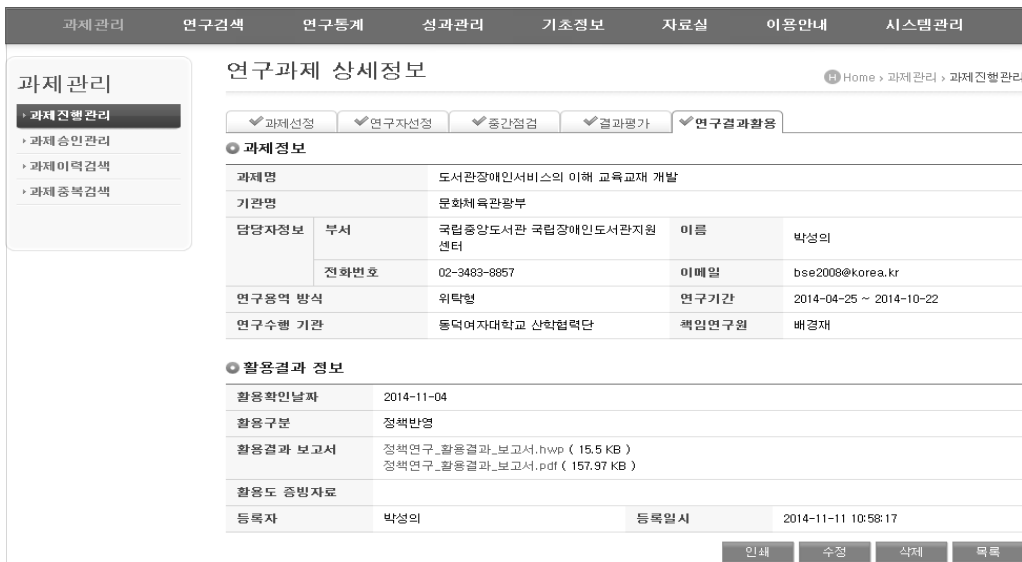 과제관리 연구검색 연구통계 성과관리 기초정보 자료실 이용안내 시스템관리
과제관리
과제진행관리
과제승인관리
과제이력검색
과제중복검색
연구과제 상세정보
H Home › 과제관리 › 과제진행관리
과제선정 연구자선정 중간점검 결과평가 연구결과활용
과제정보
과제명 도서관장애인서비스의 이해 교육교재 개발
기관명 문화체육관광부
담당자정보 부서 국립중앙도서관 국립장애인도서관지원센터 이름 박성의
전화번호 02-3483-8857 이메일 bse2008@korea.kr
연구용역 방식 위탁형 연구기간 2014-04-25 ~ 2014-10-22
연구수행 기관 동덕여자대학교 산학협력단 책임연구원 배경재
활용결과 정보
활용확인날짜 2014-11-04
활용구분 정책반영
활용결과 보고서 정책연구_활용결과_보고서.hwp ( 15.5 KB )
정책연구_활용결과_보고서.pdf ( 157.97 KB )
활용도 증빙자료
등록자 박성의 등록일시 2014-11-11 10:58:17
인쇄 수정 삭제 목록